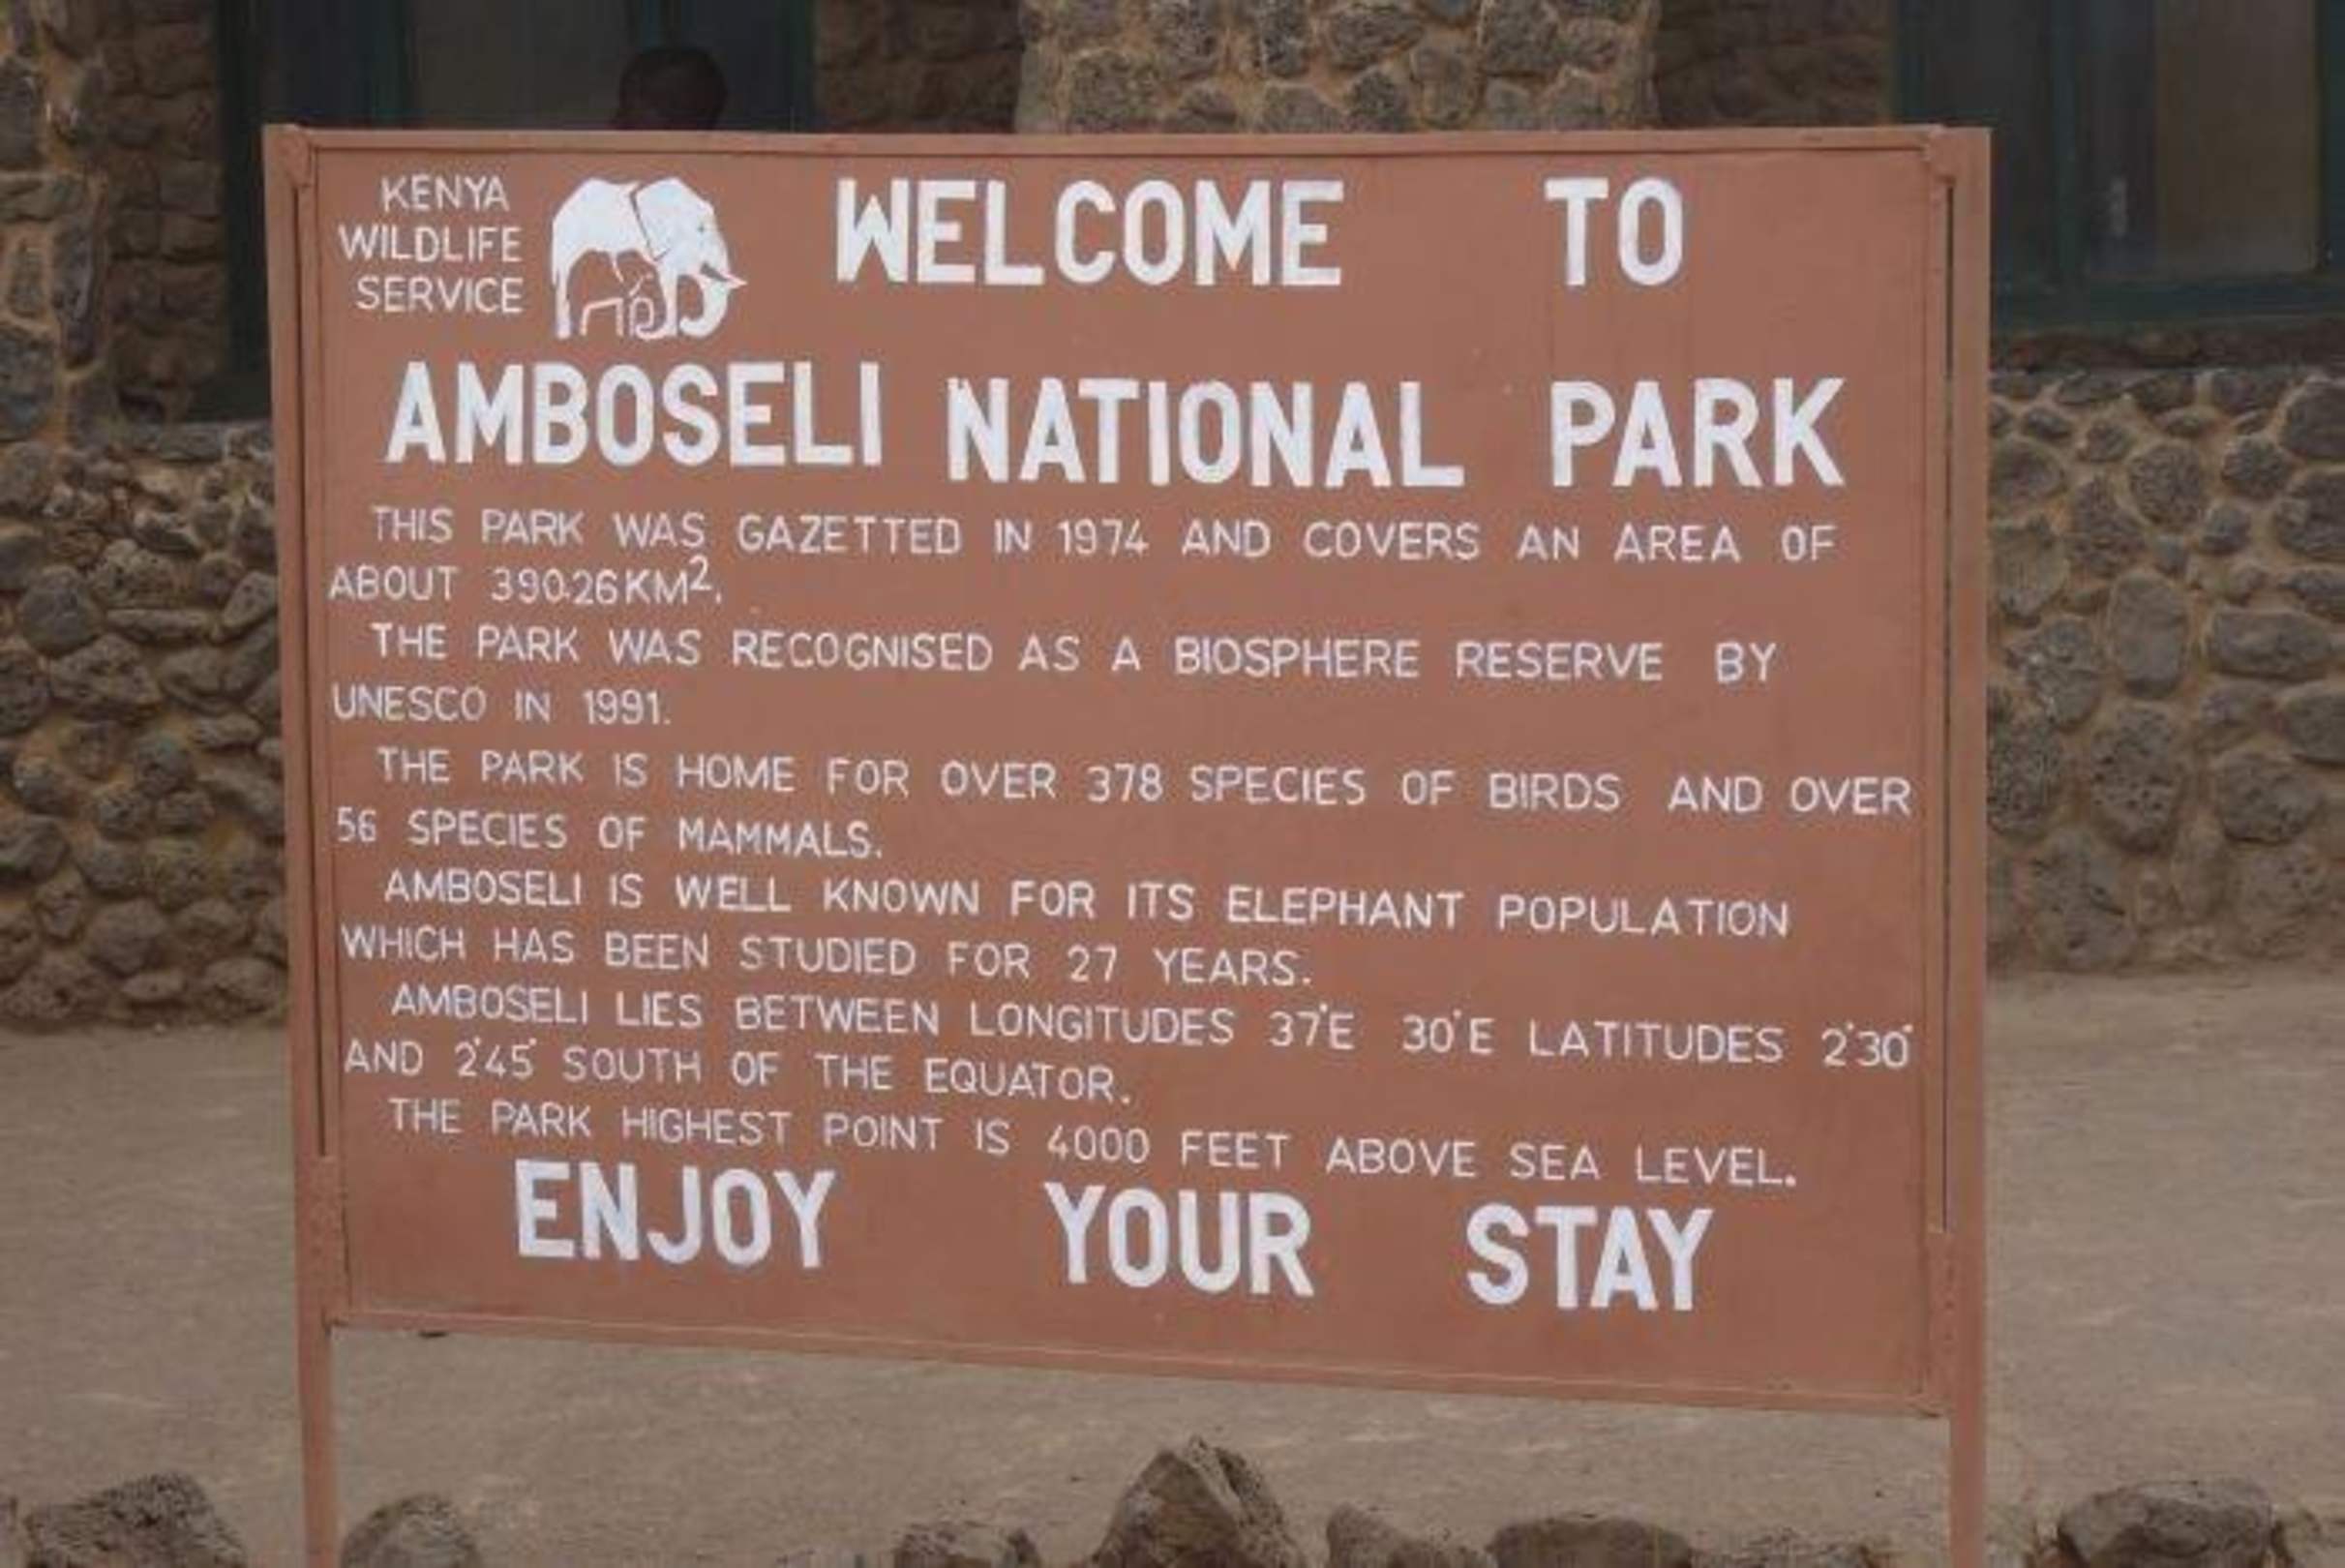 KENYA
WILDLIFE
SERVICE
WELCOME TO
AMBOSELI NATIONAL PARK
THIS PARK WAS GAZETTED IN 1974 AND COVERS AN AREA OF
ABOUT 390.26KM².
THE PARK WAS RECOGNISED AS A BIOSPHERE RESERVE BY
UNESCO IN 1991.
THE PARK IS HOME FOR OVER 378 SPECIES OF BIRDS AND OVER
56 SPECIES OF MAMMALS.
AMBOSELI IS WELL KNOWN FOR ITS ELEPHANT POPULATION
WHICH HAS BEEN STUDIED FOR 27 YEARS.
AMBOSELI LIES BETWEEN LONGITUDES 37°E 30'E LATITUDES 2°30'
AND 2°45' SOUTH OF THE EQUATOR.
THE PARK HIGHEST POINT IS 4000 FEET ABOVE SEA LEVEL.
ENJOY YOUR STAY